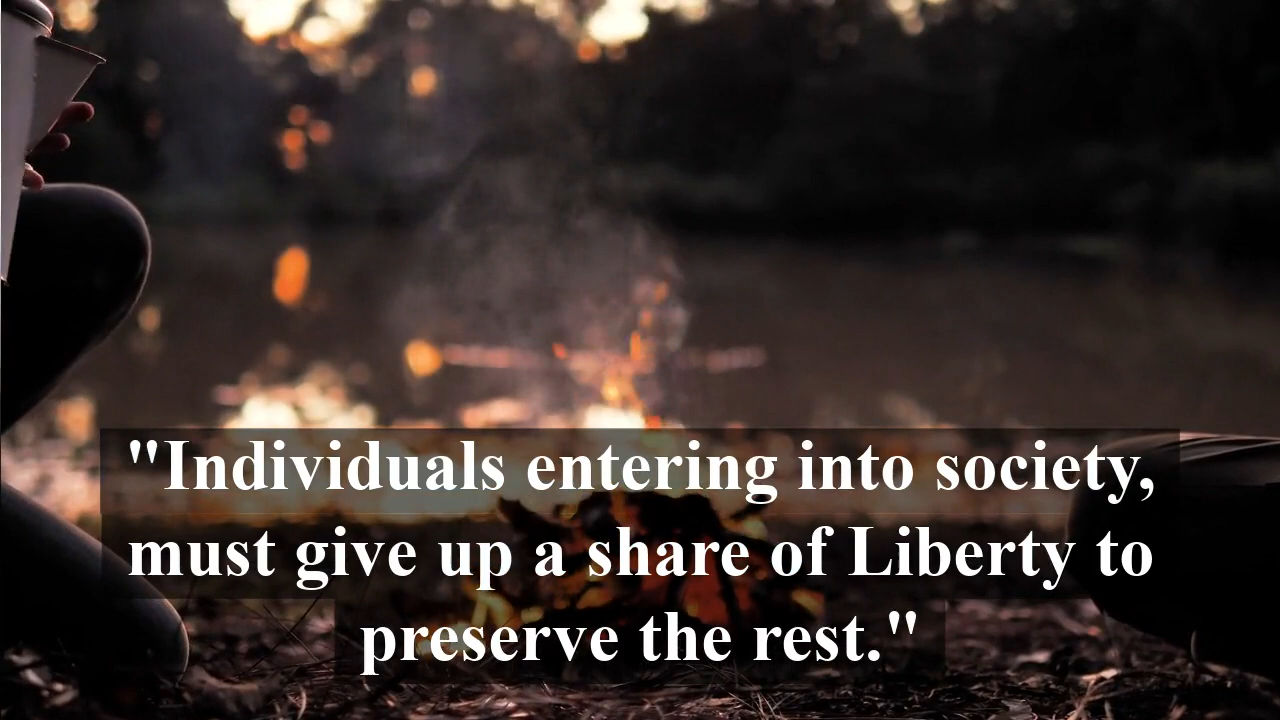 "Individuals entering into society,
must give up a share of Liberty to
preserve the rest."